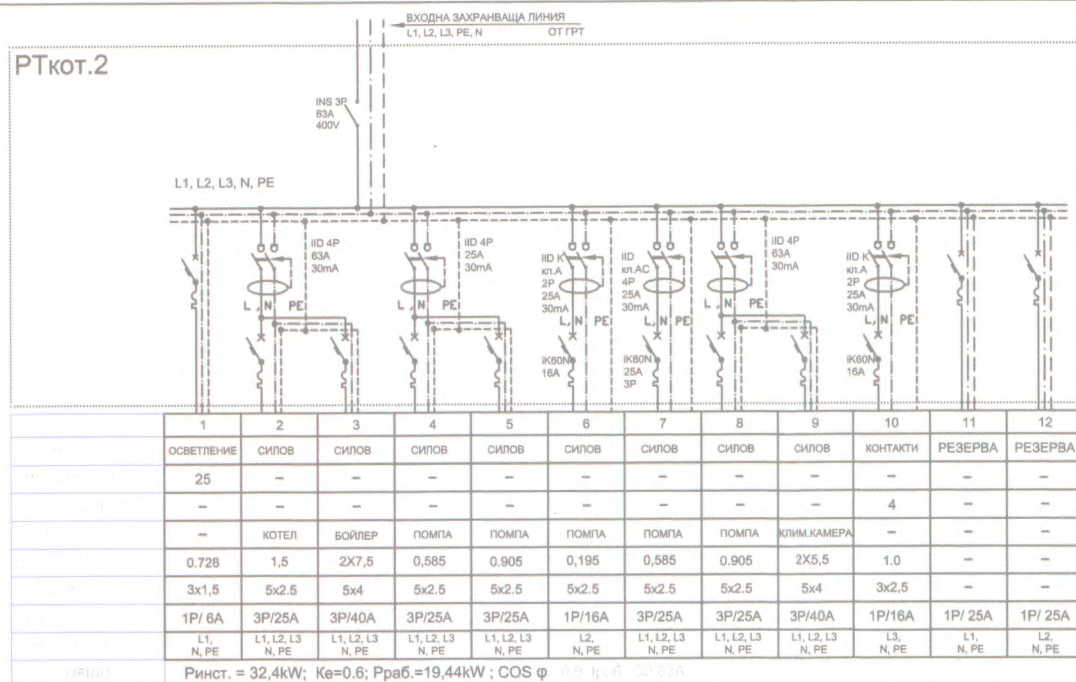 ВХОДНА ЗАХРАНВАЩА ЛИНИЯ
L1, L2, L3, PE, N ОТ ГРТ
РТкот.2
INS 3P
63A
400V
L1, L2, L3, N, PE
iID 4P
63A
30mA
L, N PE
iID 4P
25A
30mA
L, N PE
iID K
кл.A
2P
25A
30mA
L, N PE
iK60N
16A
iID
кл.AC
4P
25A
30mA
L, N PE
iK60N
25A
3P
iID 4P
63A
30mA
L, N PE
iID K
кл.A
2P
25A
30mA
L, N PE
iK60N
16A
1 2 3 4 5 6 7 8 9 10 11 12
ОСВЕТЛЕНИЕ СИЛОВ СИЛОВ СИЛОВ СИЛОВ СИЛОВ СИЛОВ СИЛОВ СИЛОВ КОНТАКТИ РЕЗЕРВА РЕЗЕРВА
25 – – – – – – – – – – –
– – – – – – – – – 4 – –
– КОТЕЛ БОЙЛЕР ПОМПА ПОМПА ПОМПА ПОМПА ПОМПА КЛИМ.КАМЕРА – – –
0.728 1,5 2X7,5 0,585 0.905 0,195 0,585 0.905 2X5,5 1.0 – –
3x1,5 5x2.5 5x4 5x2.5 5x2.5 5x2.5 5x2.5 5x2.5 5x4 3x2,5 – –
1P/ 6A 3P/25A 3P/40A 3P/25A 3P/25A 1P/16A 3P/25A 3P/25A 3P/40A 1P/16A 1P/ 25A 1P/ 25A
L1, L1, L2, L3 L1, L2, L3 L1, L2, L3 L1, L2, L3 L2, L1, L2, L3 L1, L2, L3 L1, L2, L3 L3, L1, L2,
N, PE N, PE N, PE N, PE N, PE N, PE N, PE N, PE N, PE N, PE N, PE N, PE
Pинст. = 32,4kW; Ke=0.6; Pраб.=19,44kW ; COS φ